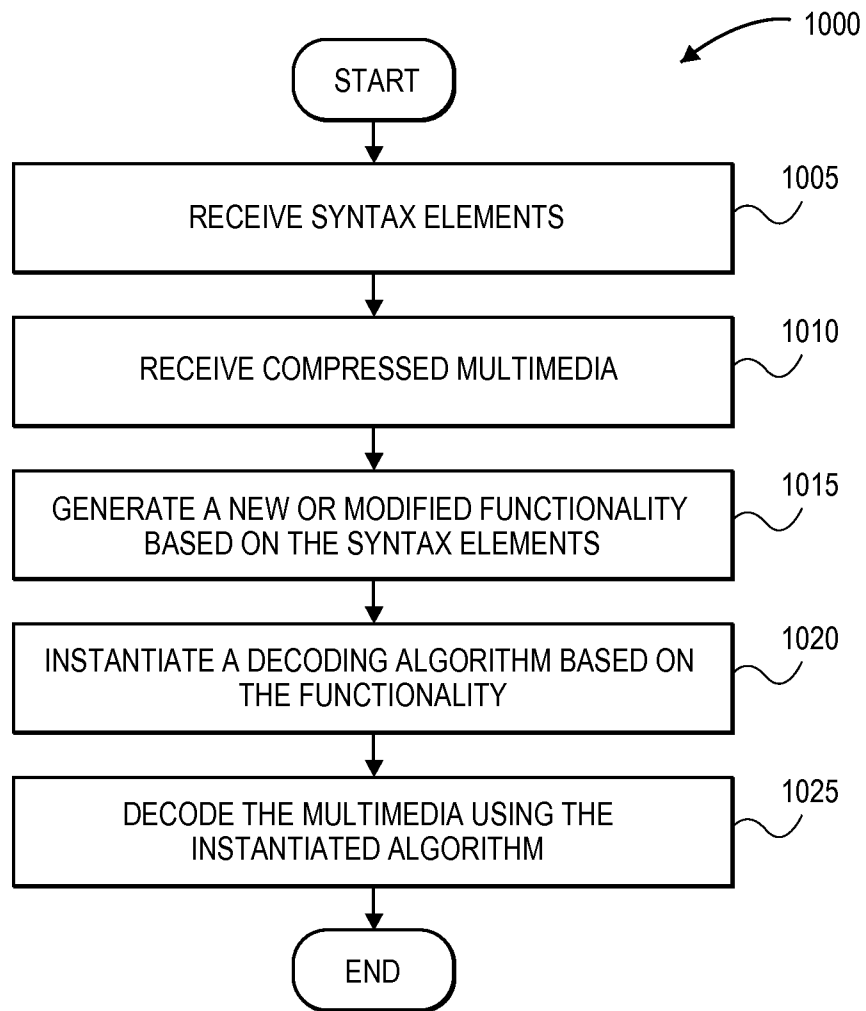 1000
START
RECEIVE SYNTAX ELEMENTS
1005
RECEIVE COMPRESSED MULTIMEDIA
1010
GENERATE A NEW OR MODIFIED FUNCTIONALITY
BASED ON THE SYNTAX ELEMENTS
1015
INSTANTIATE A DECODING ALGORITHM BASED ON
THE FUNCTIONALITY
1020
DECODE THE MULTIMEDIA USING THE
INSTANTIATED ALGORITHM
1025
END